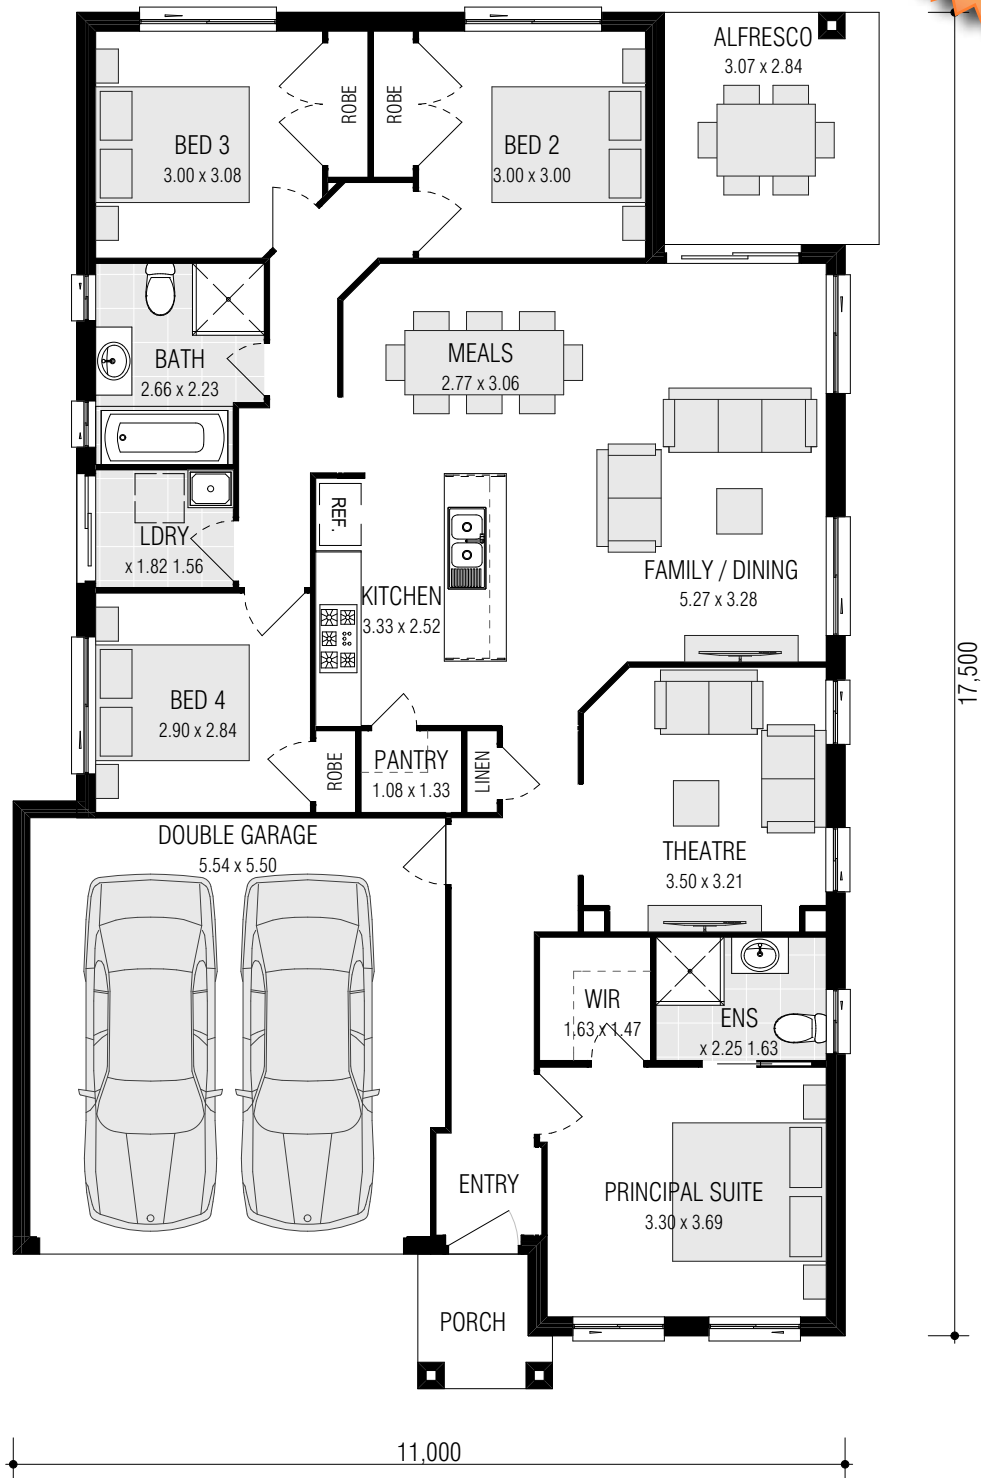 ALFRESCO
3.07 x 2.84
BED 3
3.00 x 3.08
ROBE
ROBE
BED 2
3.00 x 3.00
BATH
2.66 x 2.23
MEALS
2.77 x 3.06
LDRY
x 1.82 1.56
REF.
KITCHEN
3.33 x 2.52
FAMILY / DINING
5.27 x 3.28
BED 4
2.90 x 2.84
ROBE
PANTRY
1.08 x 1.33
LINEN
THEATRE
3.50 x 3.21
DOUBLE GARAGE
5.54 x 5.50
WIR
1.63 x 1.47
ENS
x 2.25 1.63
ENTRY
PRINCIPAL SUITE
3.30 x 3.69
PORCH
17,500
11,000